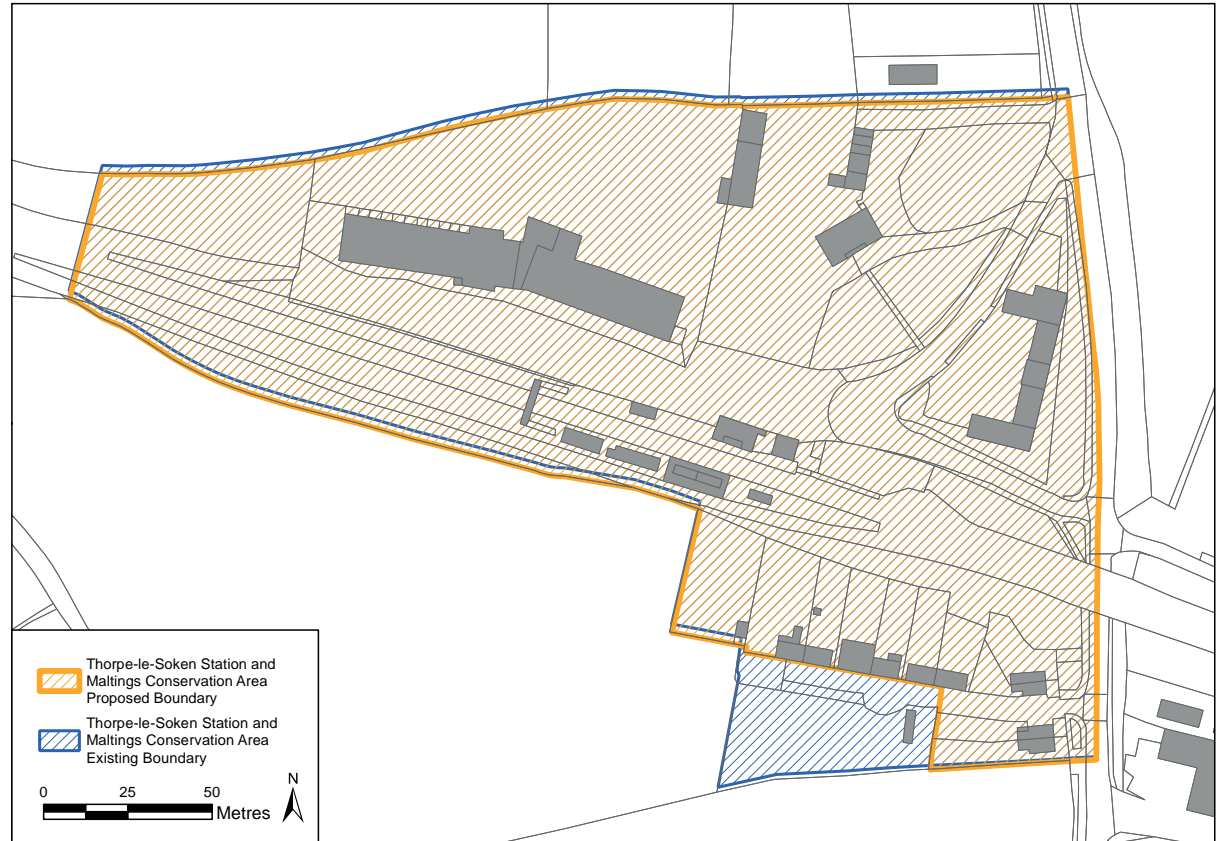 Thorpe-le-Soken Station and
Maltings Conservation Area
Proposed Boundary
Thorpe-le-Soken Station and
Maltings Conservation Area
Existing Boundary
N
0 25 50
Metres